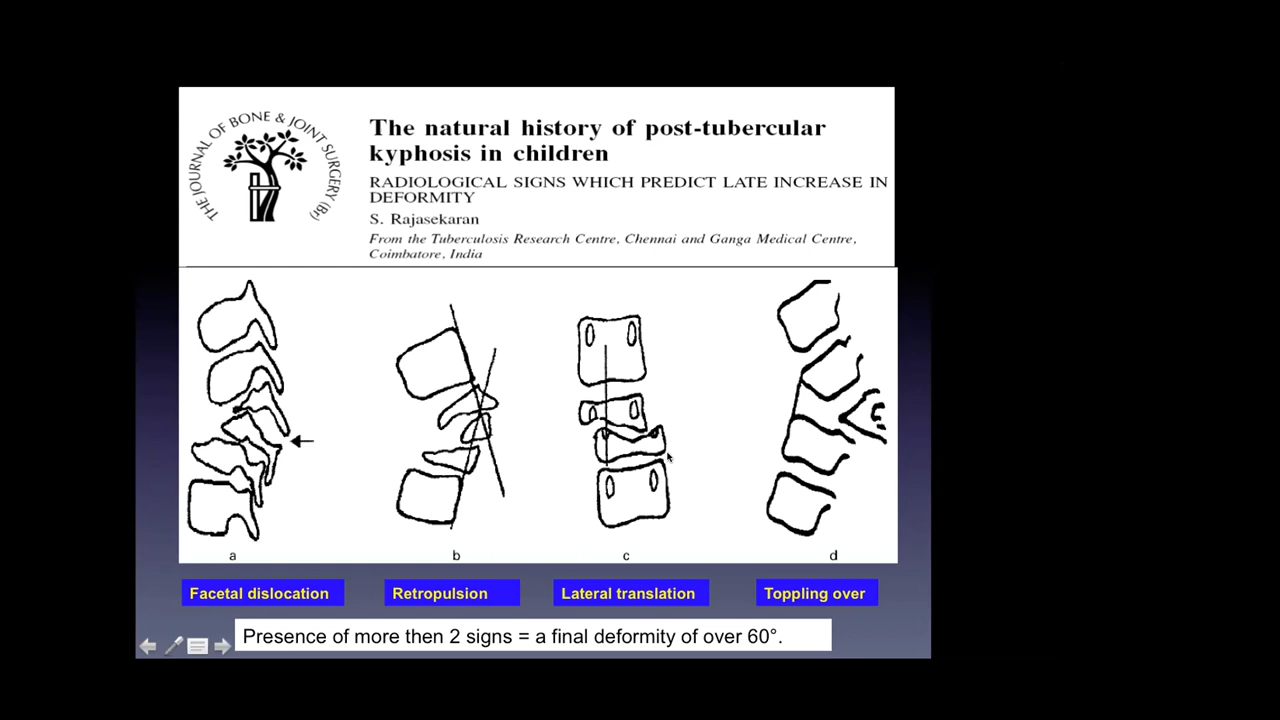 THE JOURNAL OF BONE & JOINT SURGERY (Br)
The natural history of post-tubercular
kyphosis in children
RADIOLOGICAL SIGNS WHICH PREDICT LATE INCREASE IN
DEFORMITY
S. Rajasekaran
From the Tuberculosis Research Centre, Chennai and Ganga Medical Centre,
Coimbatore, India
a b c d
Facetal dislocation Retropulsion Lateral translation Toppling over
Presence of more then 2 signs = a final deformity of over 60°.